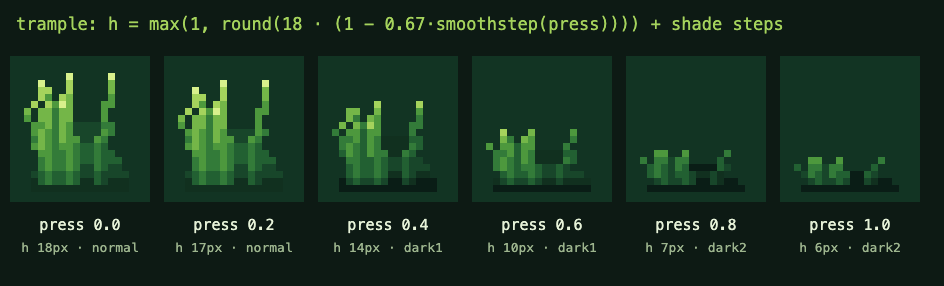 trample: h = max(1, round(18 · (1 − 0.67·smoothstep(press)))) + shade steps
press 0.0
h 18px · normal
press 0.2
h 17px · normal
press 0.4
h 14px · dark1
press 0.6
h 10px · dark1
press 0.8
h 7px · dark2
press 1.0
h 6px · dark2